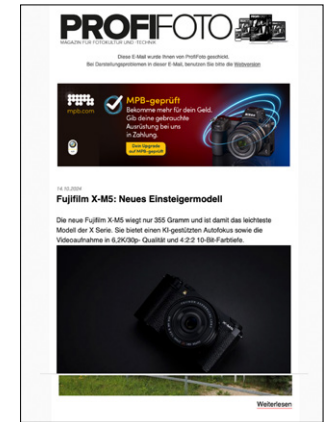 PROFIFOTO
MAGAZIN FÜR FOTOKULTUR UND TECHNIK
Diese E-Mail wurde Ihnen von ProfiFoto geschickt.
Bei Darstellungsproblemen in dieser E-Mail, benutzen Sie bitte die Webversion
mpb.com
MPB-geprüft
Bekomme mehr für dein Geld.
Gib deine gebrauchte
Ausrüstung bei uns
in Zahlung.
Zum Upgrade
auf MPB-geprüft
14.10.2024
Fujifilm X-M5: Neues Einsteigermodell
Die neue Fujifilm X-M5 wiegt nur 355 Gramm und ist damit das leichteste
Modell der X Serie. Sie bietet einen KI-gestützten Autofokus sowie die
Videoaufnahme in 6,2K/30p- Qualität und 4:2:2 10-Bit-Farbtiefe.
Weiterlesen